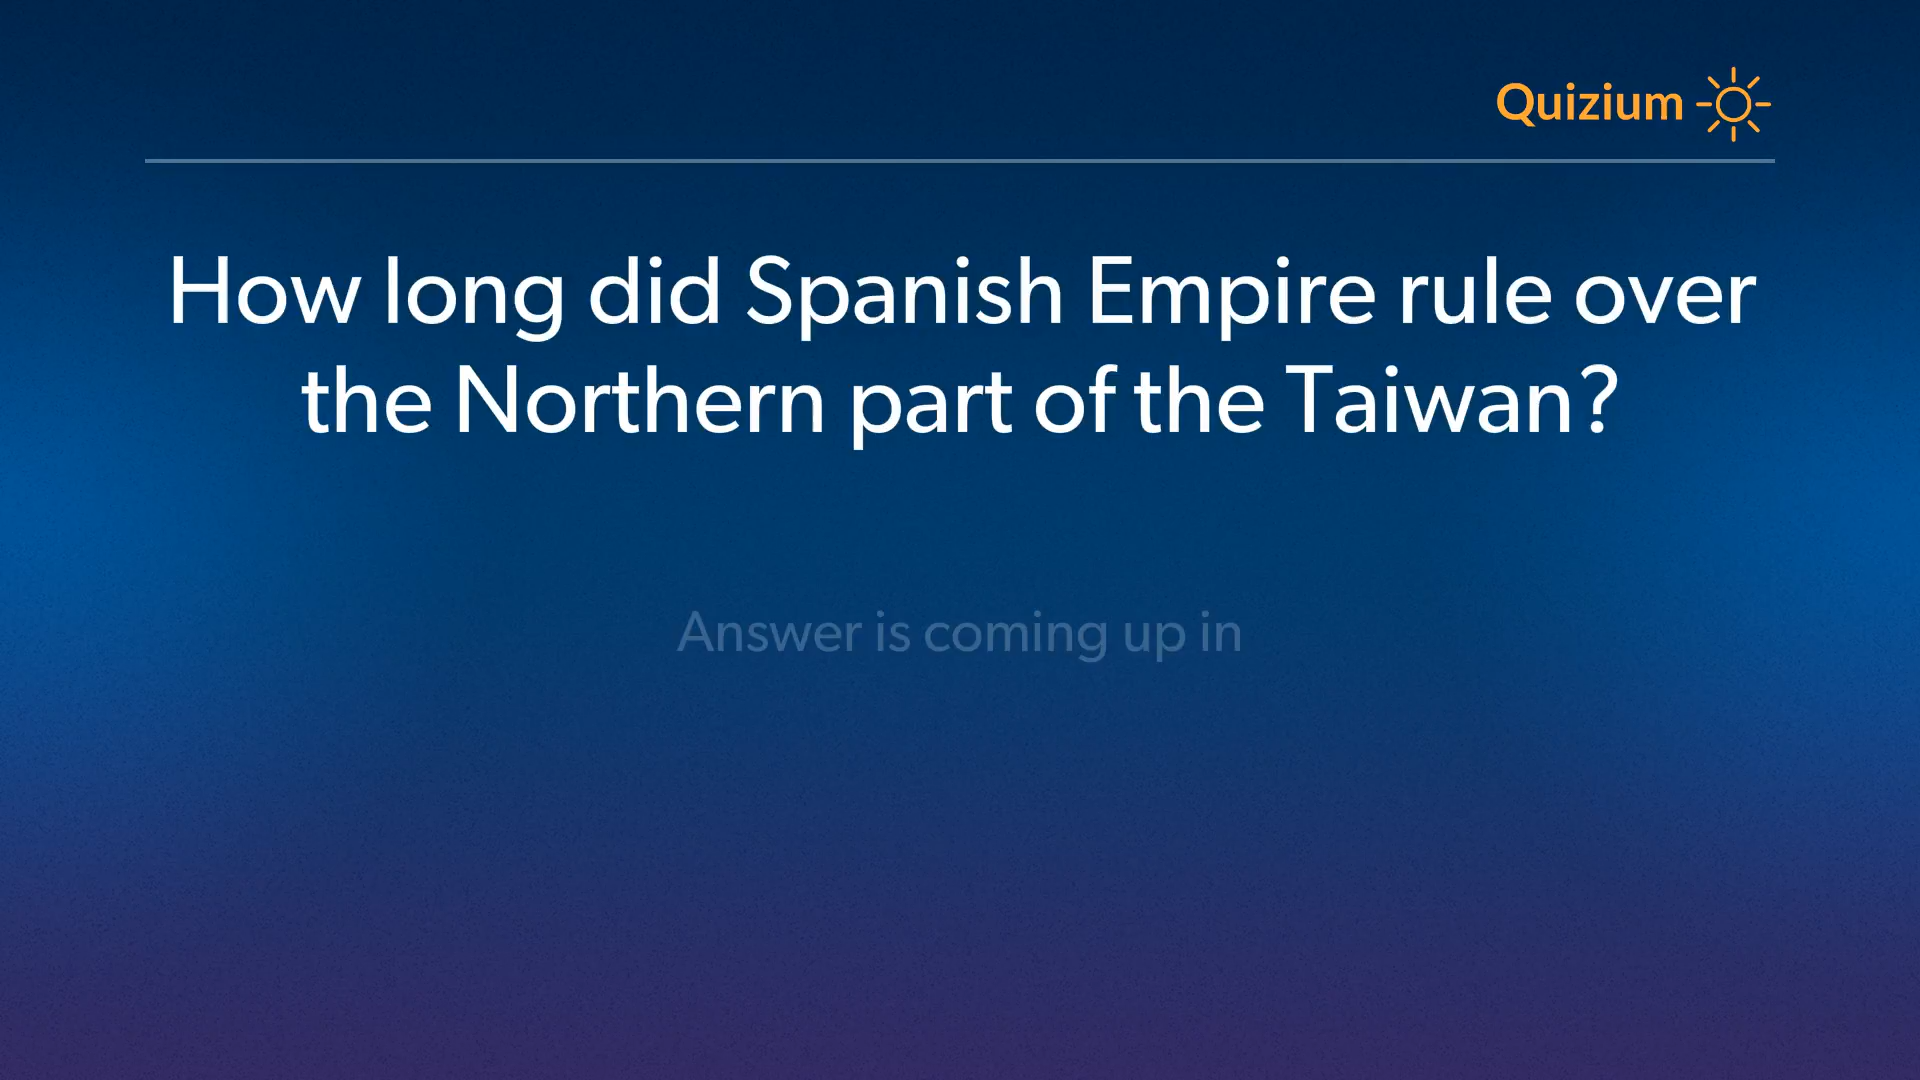 Quizium
How long did Spanish Empire rule over
the Northern part of the Taiwan?
Answer is coming up in